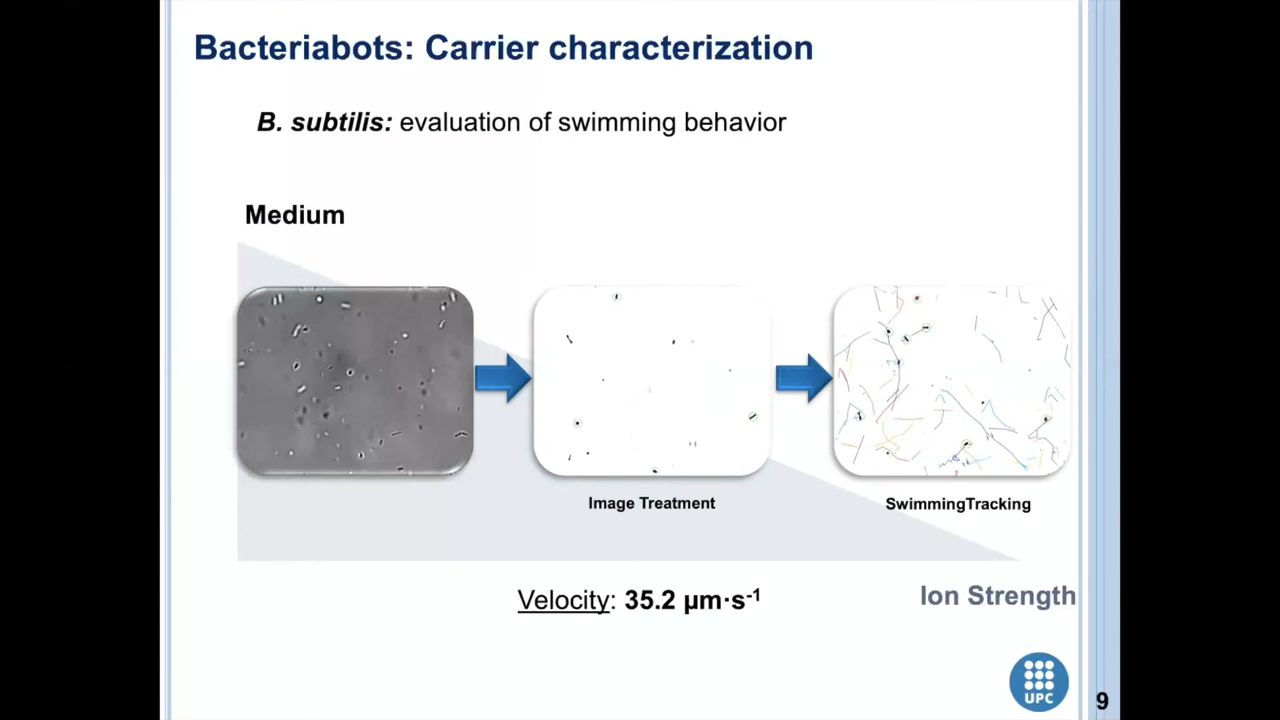 Bacteriabots: Carrier characterization
B. subtilis: evaluation of swimming behavior
Medium
Image Treatment
SwimmingTracking
Velocity: 35.2 µm·s⁻¹
Ion Strength
UPC
9